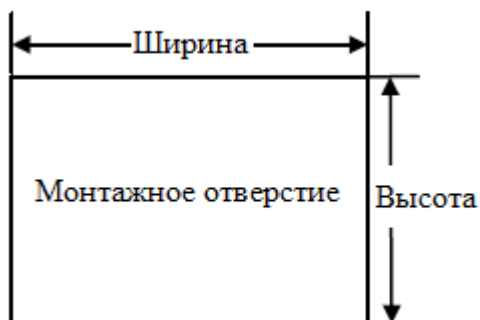 Ширина
Монтажное отверстие
Высота